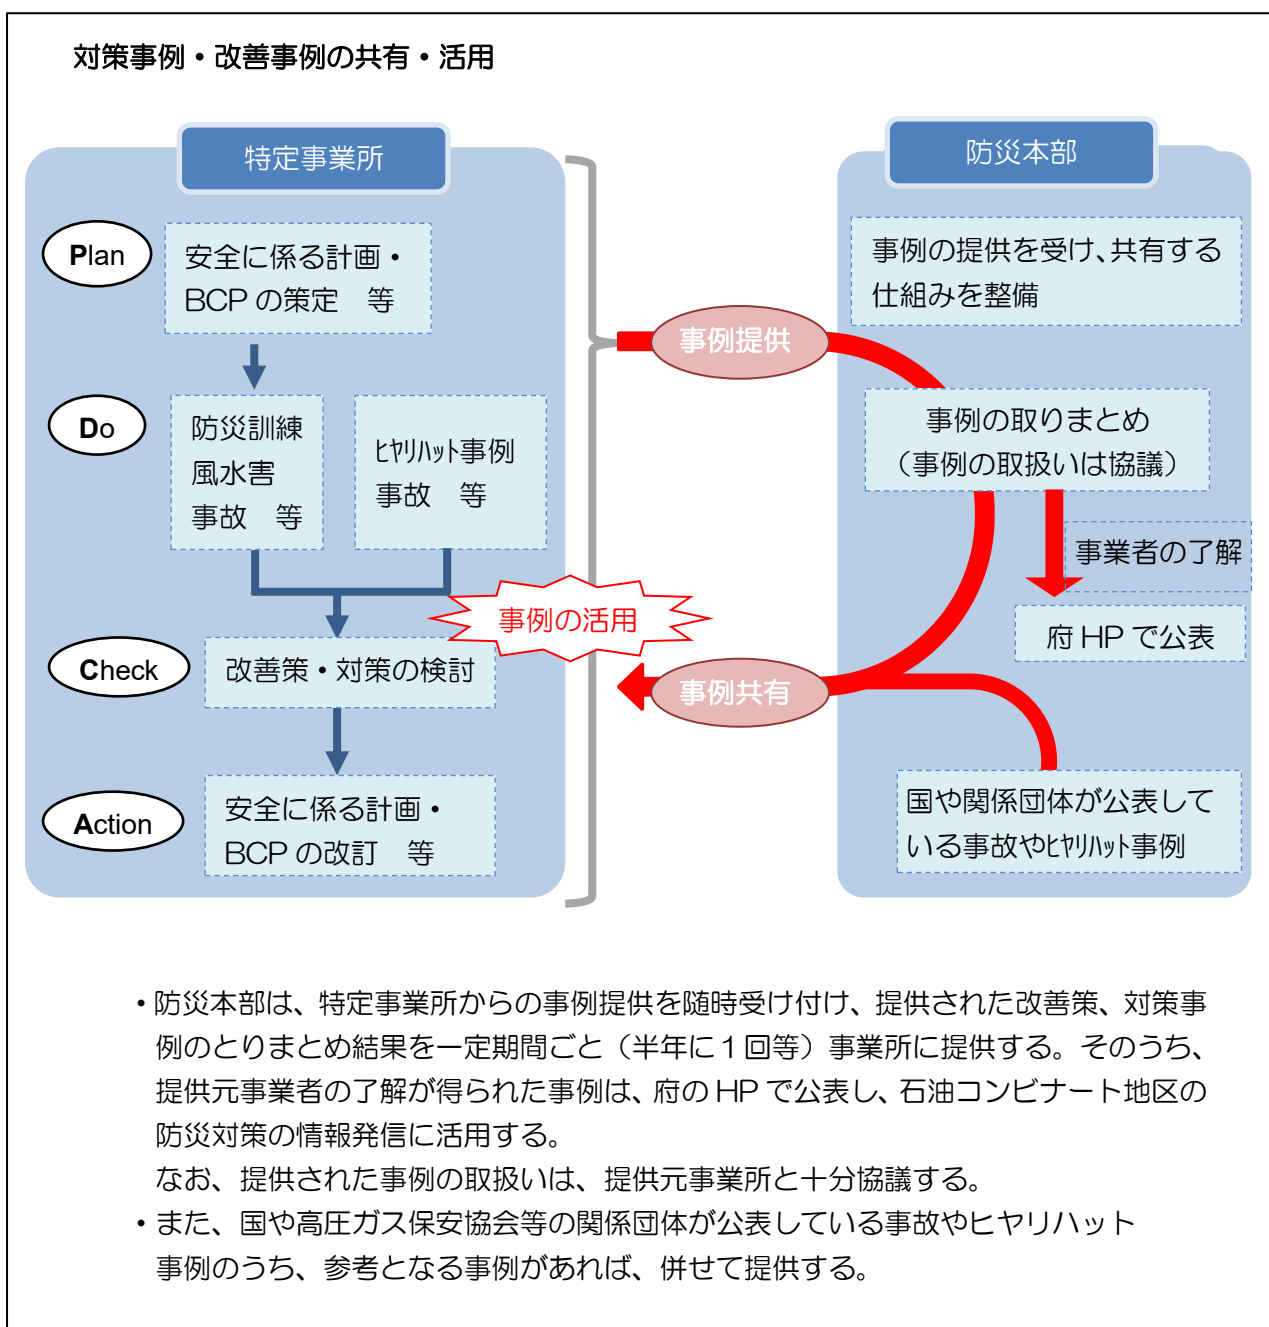 対策事例・改善事例の共有・活用
特定事業所
防災本部
Plan
安全に係る計画・
BCP の策定　等
事例の提供を受け、共有する
仕組みを整備
事例提供
Do
防災訓練
風水害
事故　等
ﾋﾔﾘﾊｯﾄ事例
事故　等
事例の取りまとめ
（事例の取扱いは協議）
事業者の了解
府 HP で公表
事例の活用
Check
改善策・対策の検討
事例共有
Action
安全に係る計画・
BCP の改訂　等
国や関係団体が公表して
いる事故やﾋﾔﾘﾊｯﾄ事例
・防災本部は、特定事業所からの事例提供を随時受け付け、提供された改善策、対策事
例のとりまとめ結果を一定期間ごと（半年に１回等）事業所に提供する。そのうち、
提供元事業者の了解が得られた事例は、府の HP で公表し、石油コンビナート地区の
防災対策の情報発信に活用する。
なお、提供された事例の取扱いは、提供元事業所と十分協議する。
・また、国や高圧ガス保安協会等の関係団体が公表している事故やヒヤリハット
事例のうち、参考となる事例があれば、併せて提供する。